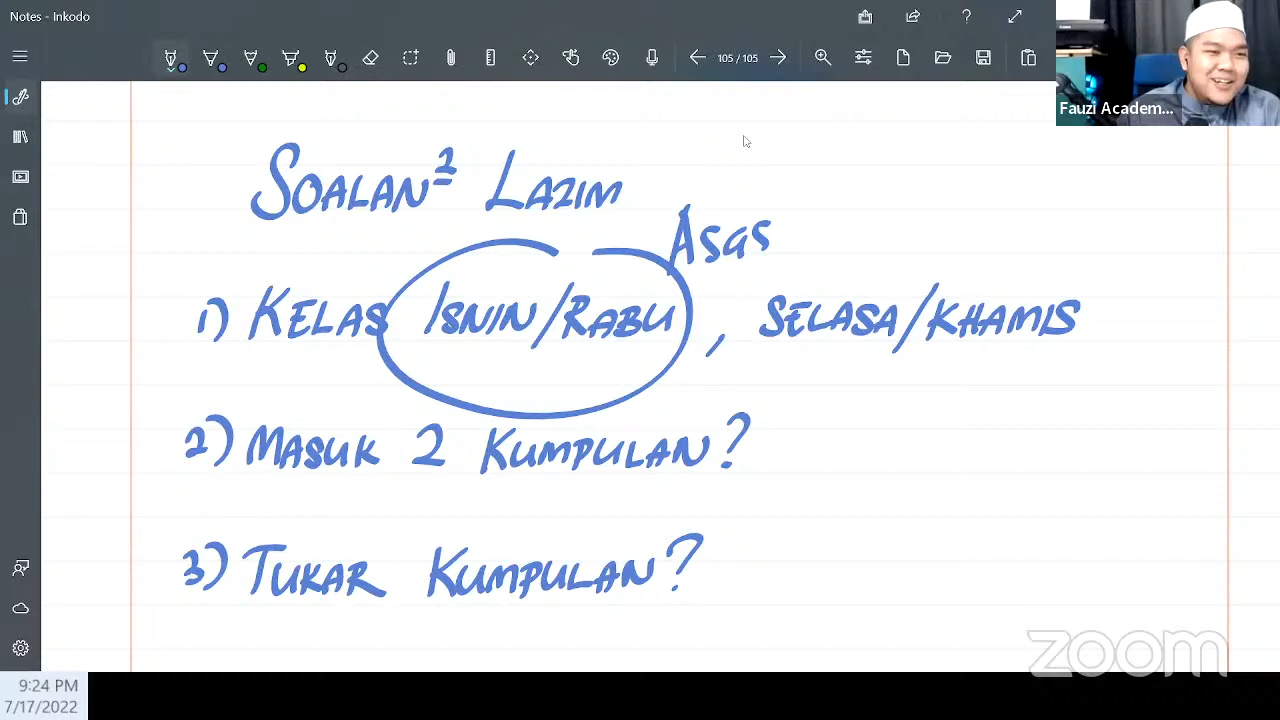 Notes - Inkodo
105 / 105
Fauzi Academ...
SOALAN² LAZIM
ASAS
1) KELAS ISNIN/RABU, SELASA/KHAMIS
2) MASUK 2 KUMPULAN?
3) TUKAR KUMPULAN?
zoom
9:24 PM
7/17/2022